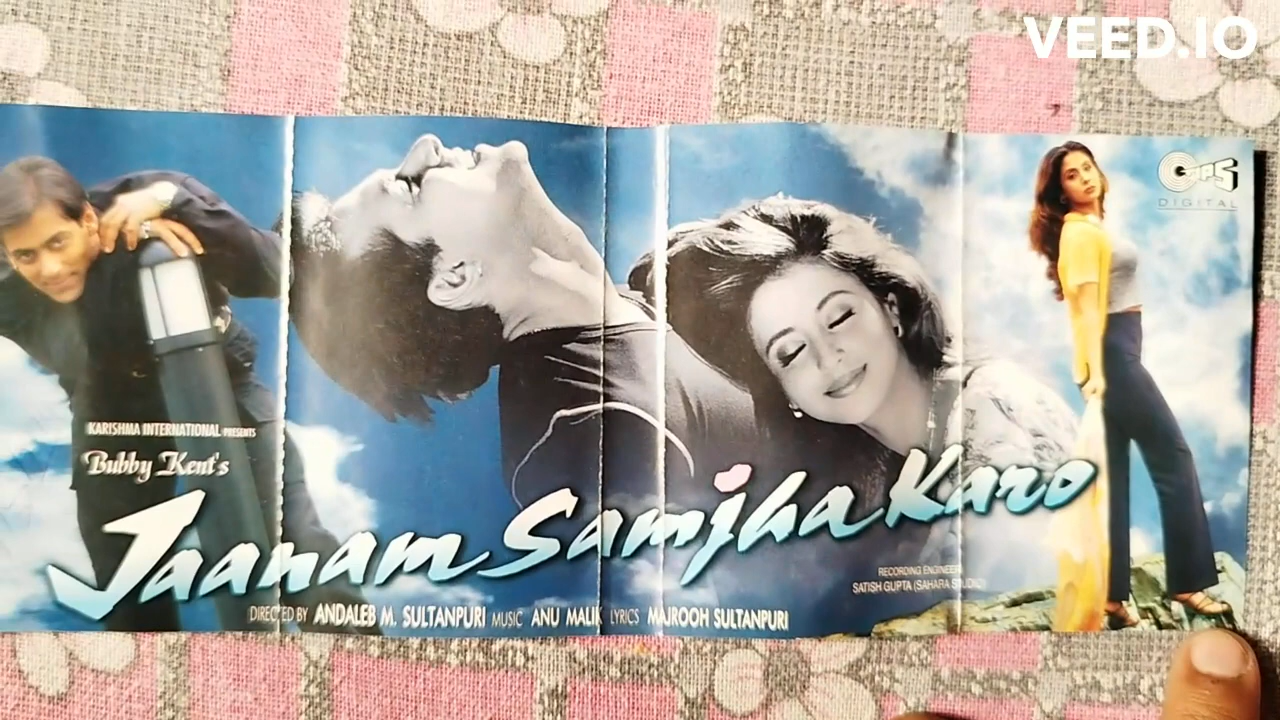 VEED.IO
TIPS
DIGITAL
KARISHMA INTERNATIONAL PRESENTS
Bubby Kent's
Jaanam Samjha Karo
RECORDING ENGINEER
SATISH GUPTA (SAHARA STUDIO)
DIRECTED BY ANDALEB M. SULTANPURI MUSIC ANU MALIK LYRICS MAJROOH SULTANPURI